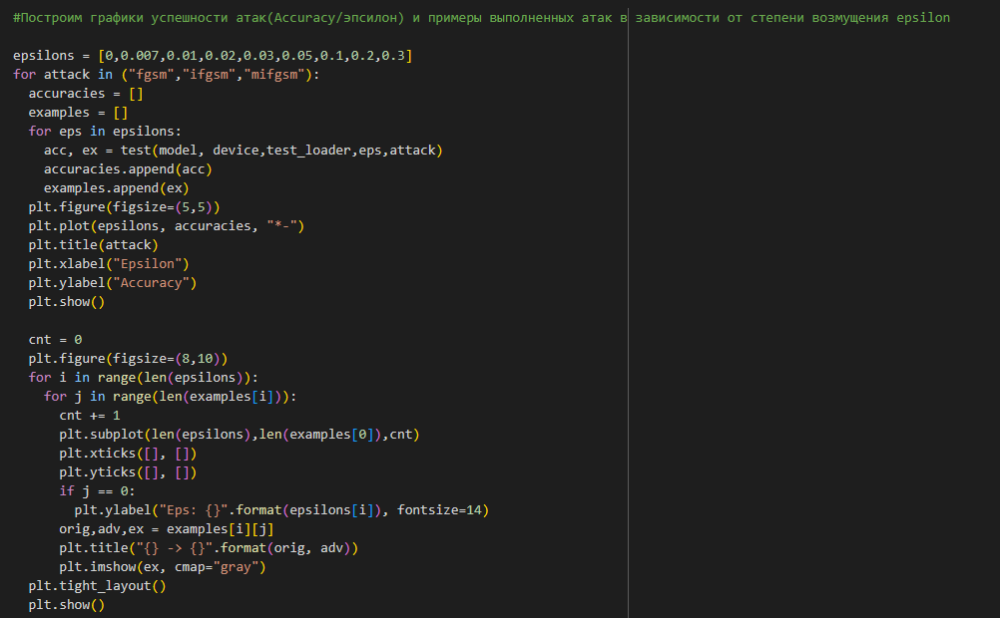 #Построим графики успешности атак(Accuracy/эпсилон) и примеры выполненных атак в зависимости от степени возмущения epsilon

epsilons = [0,0.007,0.01,0.02,0.03,0.05,0.1,0.2,0.3]
for attack in ("fgsm","ifgsm","mifgsm"):
  accuracies = []
  examples = []
  for eps in epsilons:
    acc, ex = test(model, device,test_loader,eps,attack)
    accuracies.append(acc)
    examples.append(ex)
  plt.figure(figsize=(5,5))
  plt.plot(epsilons, accuracies, "*-")
  plt.title(attack)
  plt.xlabel("Epsilon")
  plt.ylabel("Accuracy")
  plt.show()

  cnt = 0
  plt.figure(figsize=(8,10))
  for i in range(len(epsilons)):
    for j in range(len(examples[i])):
      cnt += 1
      plt.subplot(len(epsilons),len(examples[0]),cnt)
      plt.xticks([], [])
      plt.yticks([], [])
      if j == 0:
        plt.ylabel("Eps: {}".format(epsilons[i]), fontsize=14)
      orig,adv,ex = examples[i][j]
      plt.title("{} -> {}".format(orig, adv))
      plt.imshow(ex, cmap="gray")
  plt.tight_layout()
  plt.show()